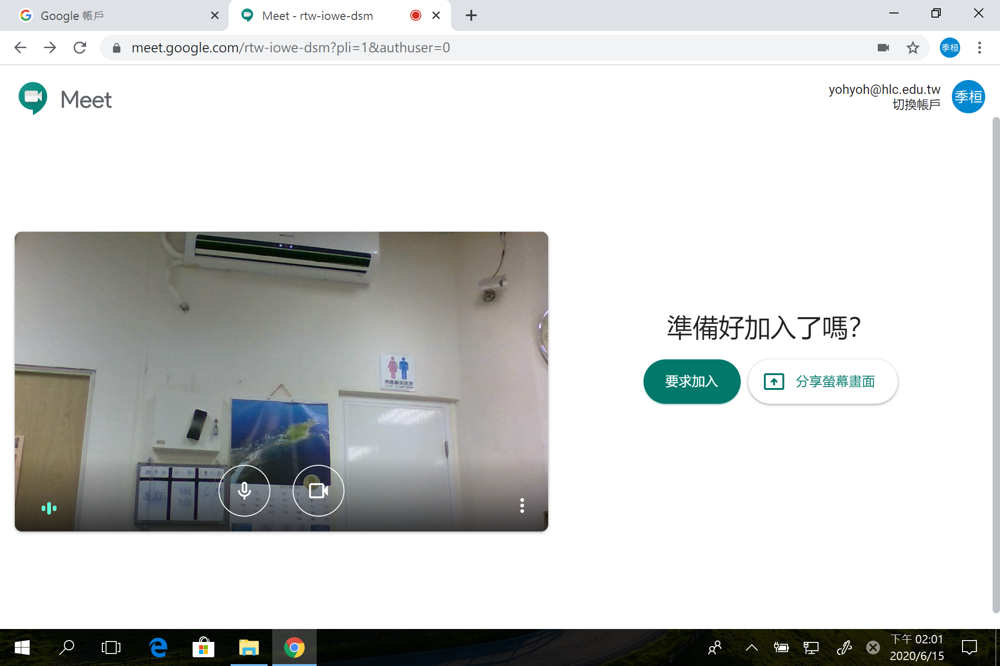 Google 帳戶
Meet - rtw-iowe-dsm
meet.google.com/rtw-iowe-dsm?pli=1&authuser=0
季桓
Meet
yohyoh@hlc.edu.tw
切換帳戶
季桓
準備好加入了嗎？
要求加入
分享螢幕畫面
下午 02:01
2020/6/15